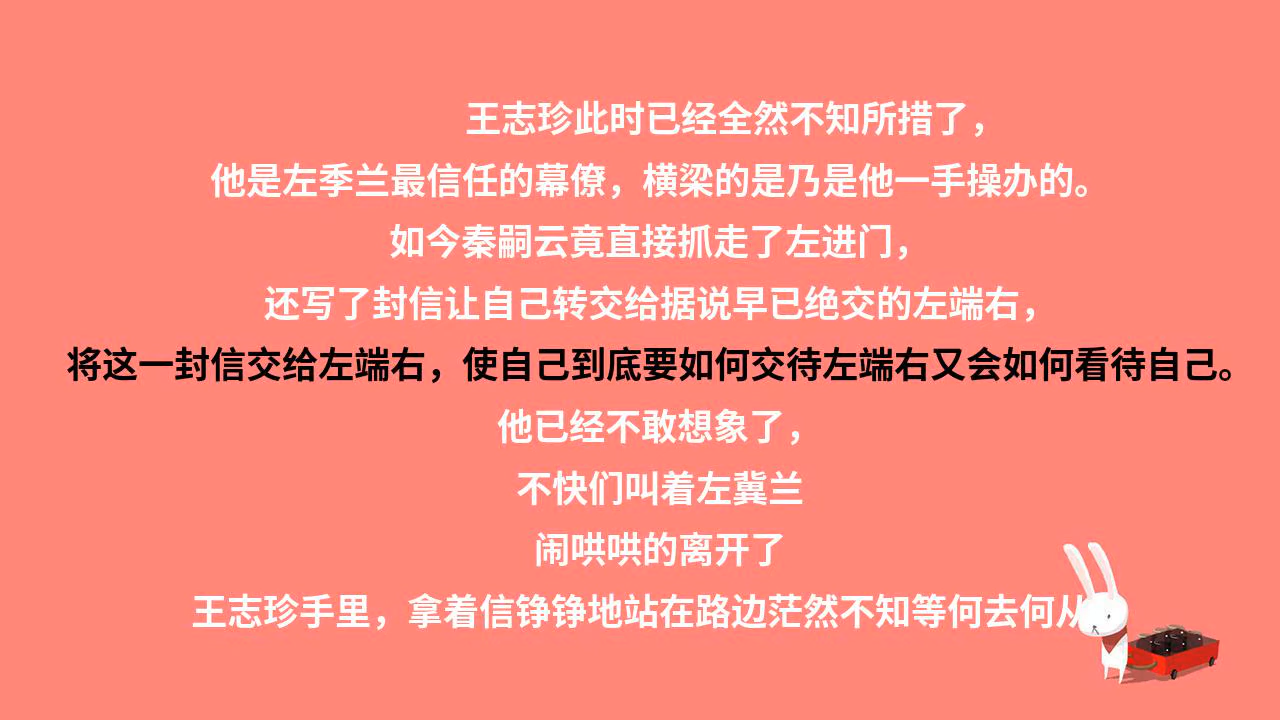 王志珍此时已经全然不知所措了，
他是左季兰最信任的幕僚，横梁的是乃是他一手操办的。
如今秦嗣云竟直接抓走了左进门，
还写了封信让自己转交给据说早已绝交的左端右，
将这一封信交给左端右，使自己到底要如何交待左端右又会如何看待自己。
他已经不敢想象了，
不快们叫着左冀兰
闹哄哄的离开了
王志珍手里，拿着信铮铮地站在路边茫然不知等何去何从